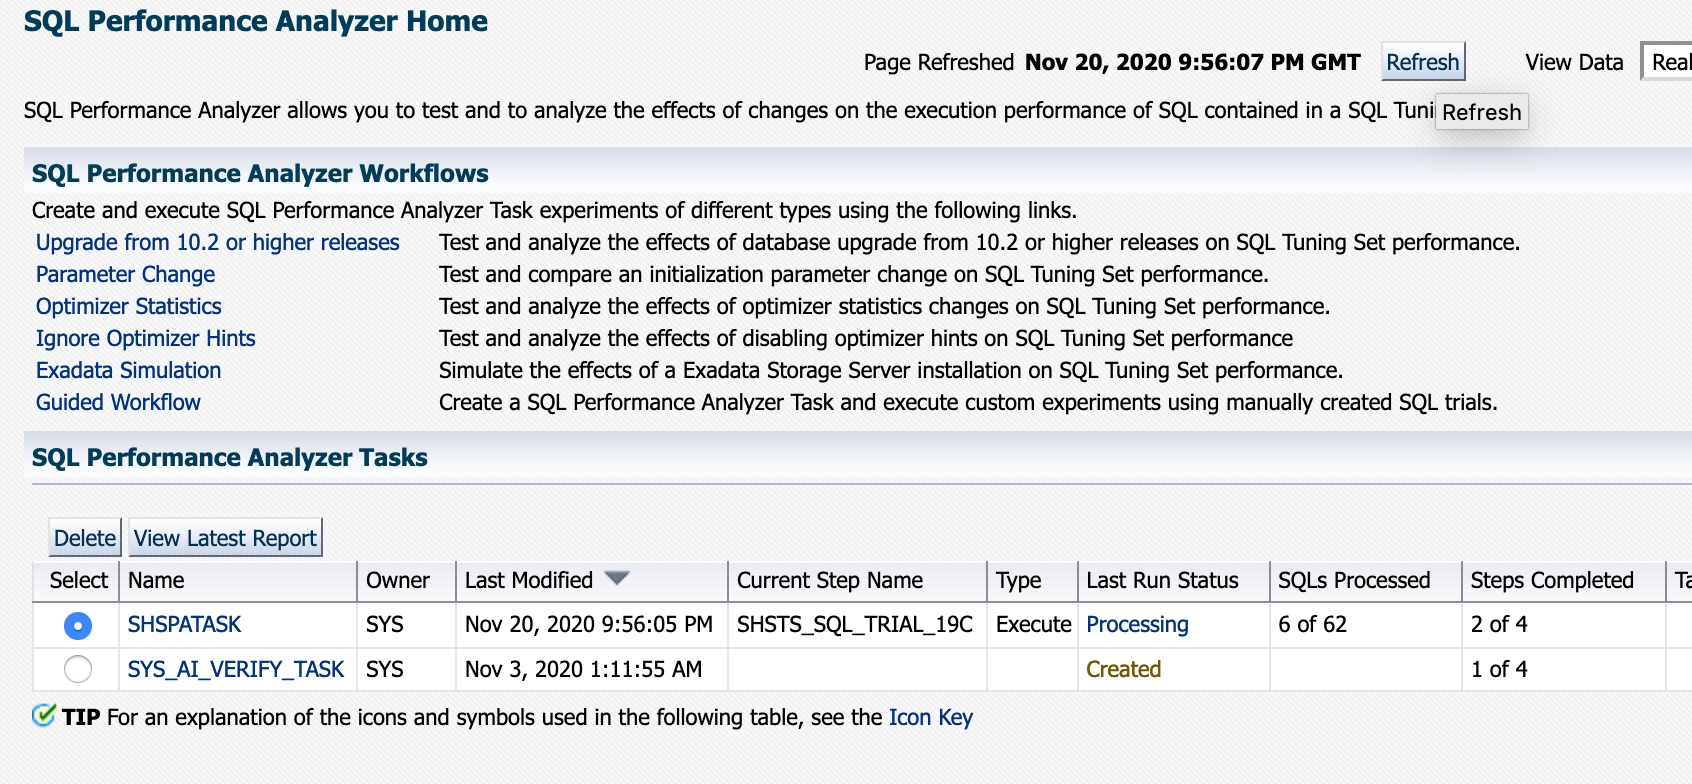 SQL Performance Analyzer Home
Page Refreshed Nov 20, 2020 9:56:07 PM GMT Refresh View Data
SQL Performance Analyzer allows you to test and to analyze the effects of changes on the execution performance of SQL contained in a SQL
Refresh
SQL Performance Analyzer Workflows
Create and execute SQL Performance Analyzer Task experiments of different types using the following links.
Upgrade from 10.2 or higher releases Test and analyze the effects of database upgrade from 10.2 or higher releases on SQL Tuning Set performance.
Parameter Change Test and compare an initialization parameter change on SQL Tuning Set performance.
Optimizer Statistics Test and analyze the effects of optimizer statistics changes on SQL Tuning Set performance.
Ignore Optimizer Hints Test and analyze the effects of disabling optimizer hints on SQL Tuning Set performance
Exadata Simulation Simulate the effects of a Exadata Storage Server installation on SQL Tuning Set performance.
Guided Workflow Create a SQL Performance Analyzer Task and execute custom experiments using manually created SQL trials.
SQL Performance Analyzer Tasks
Delete View Latest Report
Select Name Owner Last Modified Current Step Name Type Last Run Status SQLs Processed Steps Completed
SHSPATASK SYS Nov 20, 2020 9:56:05 PM SHSTS_SQL_TRIAL_19C Execute Processing 6 of 62 2 of 4
SYS_AI_VERIFY_TASK SYS Nov 3, 2020 1:11:55 AM Created 1 of 4
TIP For an explanation of the icons and symbols used in the following table, see the Icon Key